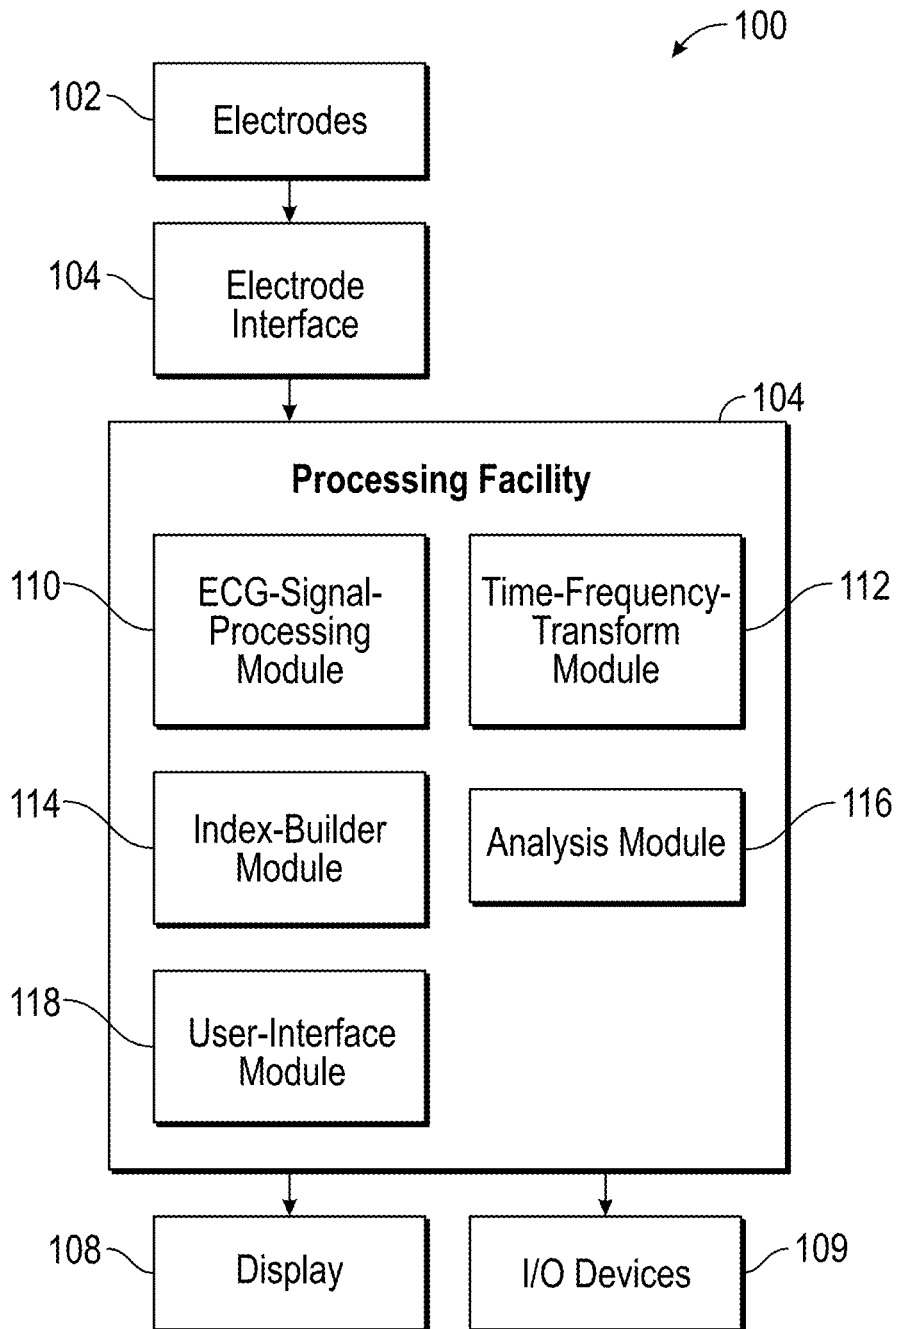 100
102
Electrodes
104
Electrode
Interface
104
Processing Facility
110
ECG-Signal-
Processing
Module
Time-Frequency-
Transform
Module
112
114
Index-Builder
Module
Analysis Module
116
118
User-Interface
Module
108
Display
I/O Devices
109